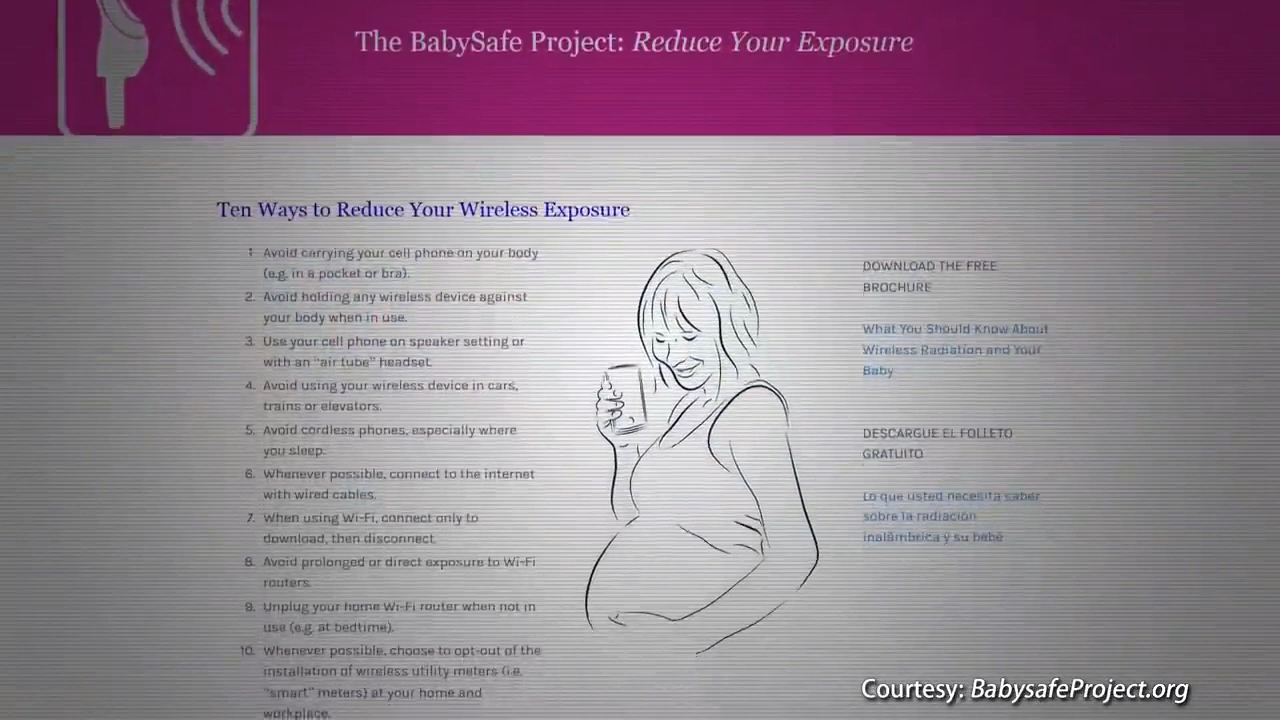 The BabySafe Project: Reduce Your Exposure
Ten Ways to Reduce Your Wireless Exposure
1. Avoid carrying your cell phone on your body
(e.g. in a pocket or bra).
2. Avoid holding any wireless device against
your body when in use.
3. Use your cell phone on speaker setting or
with an "air tube" headset.
4. Avoid using your wireless device in cars,
trains or elevators.
5. Avoid cordless phones, especially where
you sleep.
6. Whenever possible, connect to the internet
with wired cables.
7. When using Wi-Fi, connect only to
download, then disconnect.
8. Avoid prolonged or direct exposure to Wi-Fi
routers.
9. Unplug your home Wi-Fi router when not in
use (e.g. at bedtime).
10. Whenever possible, choose to opt-out of the
installation of wireless utility meters (i.e.
"smart" meters) at your home and
workplace.
DOWNLOAD THE FREE
BROCHURE
What You Should Know About
Wireless Radiation and Your
Baby
DESCARGUE EL FOLLETO
GRATUITO
Lo que usted necesita saber
sobre la radiación
inalámbrica y su bebé
Courtesy: BabysafeProject.org